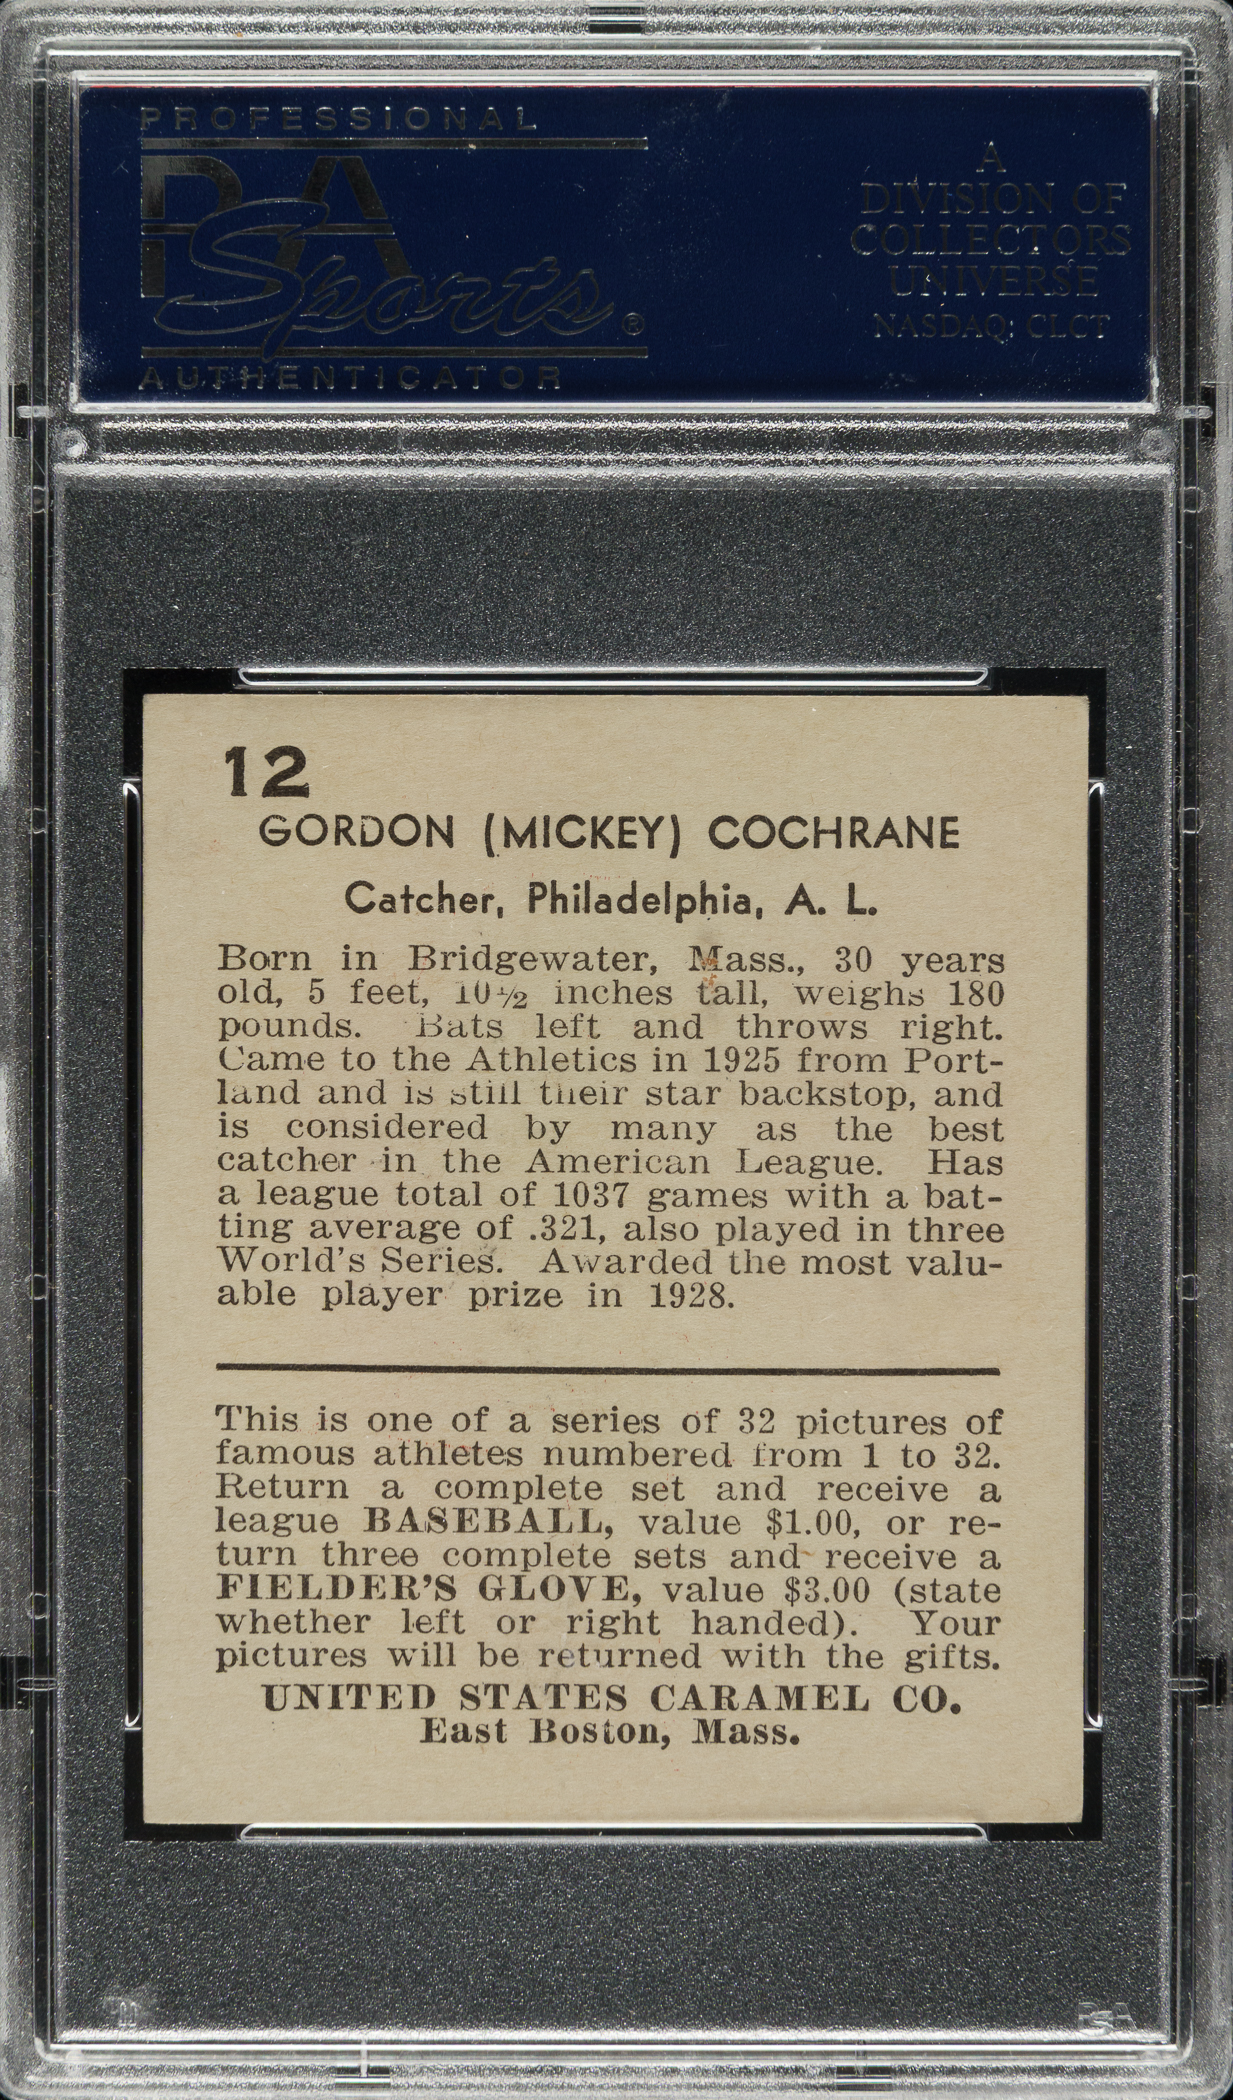 PROFESSIONAL
PSA
Sports®
AUTHENTICATOR
A
DIVISION OF
COLLECTORS
UNIVERSE
NASDAQ: CLCT
12
GORDON (MICKEY) COCHRANE
Catcher, Philadelphia, A. L.
Born in Bridgewater, Mass., 30 years
old, 5 feet, 10½ inches tall, weighs 180
pounds. Bats left and throws right.
Came to the Athletics in 1925 from Port-
land and is still their star backstop, and
is considered by many as the best
catcher in the American League. Has
a league total of 1037 games with a bat-
ting average of .321, also played in three
World's Series. Awarded the most valu-
able player prize in 1928.
This is one of a series of 32 pictures of
famous athletes numbered from 1 to 32.
Return a complete set and receive a
league BASEBALL, value $1.00, or re-
turn three complete sets and receive a
FIELDER'S GLOVE, value $3.00 (state
whether left or right handed). Your
pictures will be returned with the gifts.
UNITED STATES CARAMEL CO.
East Boston, Mass.
PSA